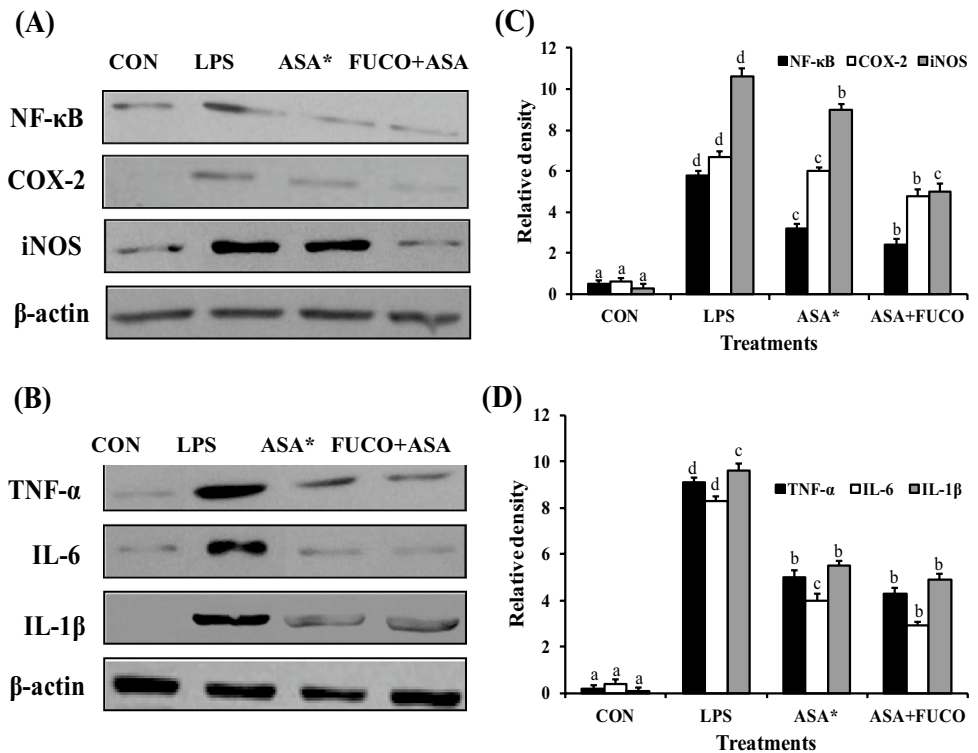 (A)
CON LPS ASA* FUCO+ASA
NF-κB
COX-2
iNOS
β-actin
(B)
CON LPS ASA* FUCO+ASA
TNF-α
IL-6
IL-1β
β-actin
(C)
NF-κB COX-2 iNOS
Relative density
12
10
8
6
4
2
0
a a a
d d d
c c b
b b c
CON LPS ASA* ASA+FUCO
Treatments
(D)
TNF-α IL-6 IL-1β
Relative density
12
10
8
6
4
2
0
a a a
d d c
b c b
b b b
CON LPS ASA* ASA+FUCO
Treatments